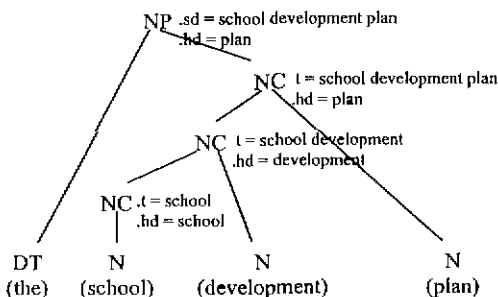 NP .sd = school development plan
.hd = plan
NC .t = school development plan
.hd = plan
NC .t = school development
.hd = development
NC .t = school
.hd = school
DT N N N
(the) (school) (development) (plan)